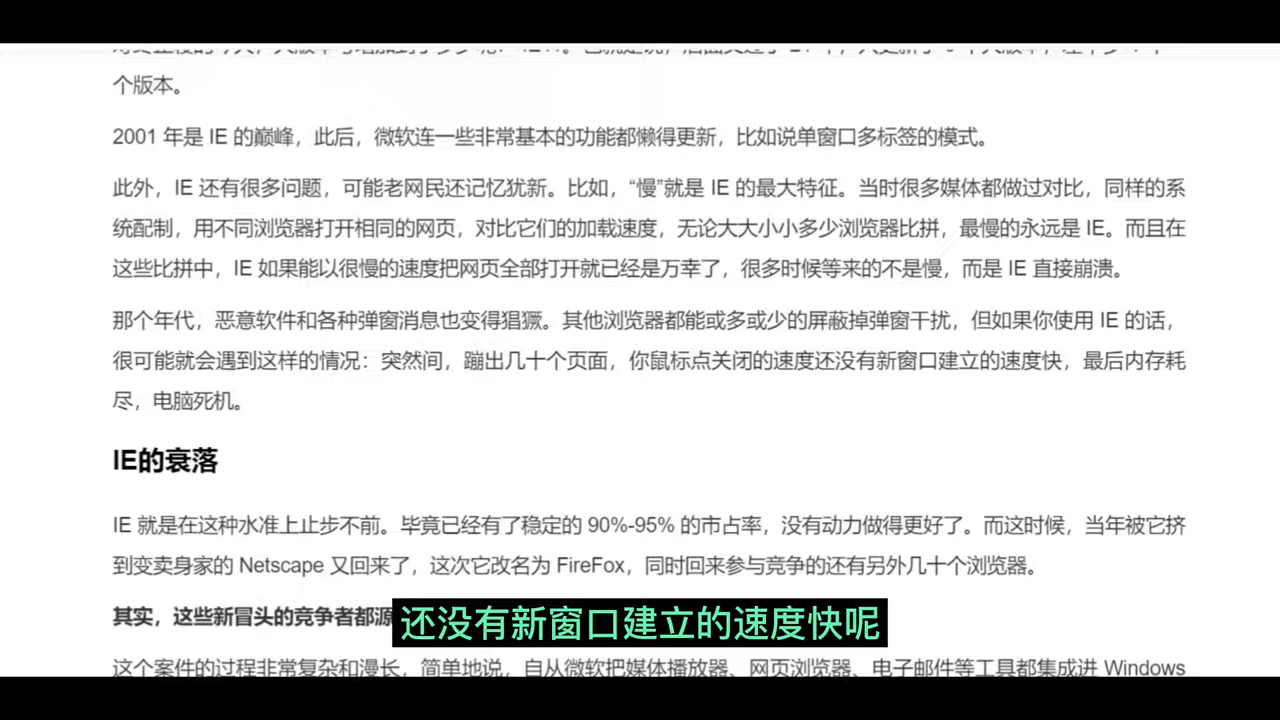 个版本。
2001 年是 IE 的巅峰，此后，微软连一些非常基本的功能都懒得更新，比如说单窗口多标签的模式。
此外，IE 还有很多问题，可能老网民还记忆犹新。比如，“慢”就是 IE 的最大特征。当时很多媒体都做过对比，同样的系
统配制，用不同浏览器打开相同的网页，对比它们的加载速度，无论大大小小多少浏览器比拼，最慢的永远是 IE。而且在
这些比拼中，IE 如果能以很慢的速度把网页全部打开就已经是万幸了，很多时候等来的不是慢，而是 IE 直接崩溃。
那个年代，恶意软件和各种弹窗消息也变得猖獗。其他浏览器都能或多或少的屏蔽掉弹窗干扰，但如果你使用 IE 的话，
很可能就会遇到这样的情况：突然间，蹦出几十个页面，你鼠标点关闭的速度还没有新窗口建立的速度快，最后内存耗
尽，电脑死机。
IE的衰落
IE 就是在这种水准上止步不前。毕竟已经有了稳定的 90%-95% 的市占率，没有动力做得更好了。而这时候，当年被它挤
到变卖身家的 Netscape 又回来了，这次它改名为 FireFox，同时回来参与竞争的还有另外几十个浏览器。
其实，这些新冒头的竞争者都源
还没有新窗口建立的速度快呢
这个案件的过程非常复杂和漫长，简单地说，自从微软把媒体播放器、网页浏览器、电子邮件等工具都集成进 Windows